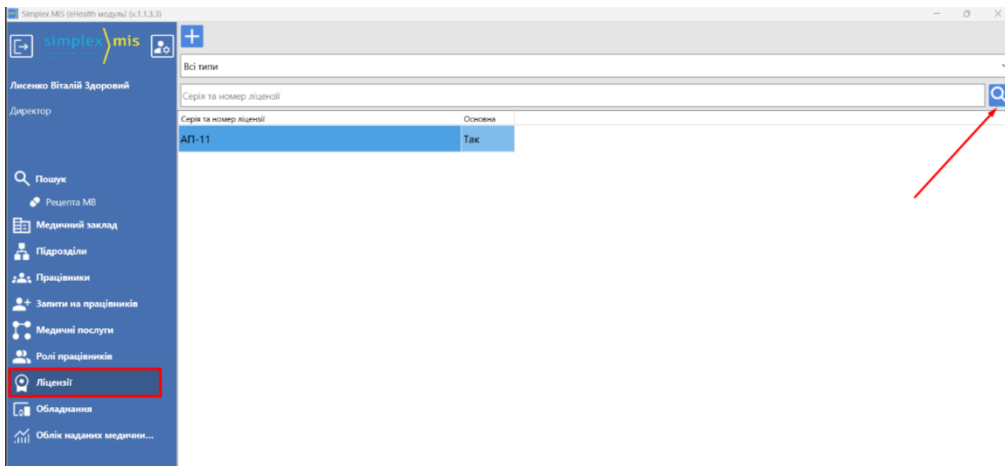 Simplex MIS (eHealth модуль) (v.1.1.3.3)
simplex mis
Лисенко Віталій Здоровий
Директор
Пошук
Рецепта МВ
Медичний заклад
Підрозділи
Працівники
Запити на працівників
Медичні послуги
Ролі працівників
Ліцензії
Обладнання
Облік наданих медични...
Всі типи
Серія та номер ліцензії
Серія та номер ліцензії Основна
АП-11 Так